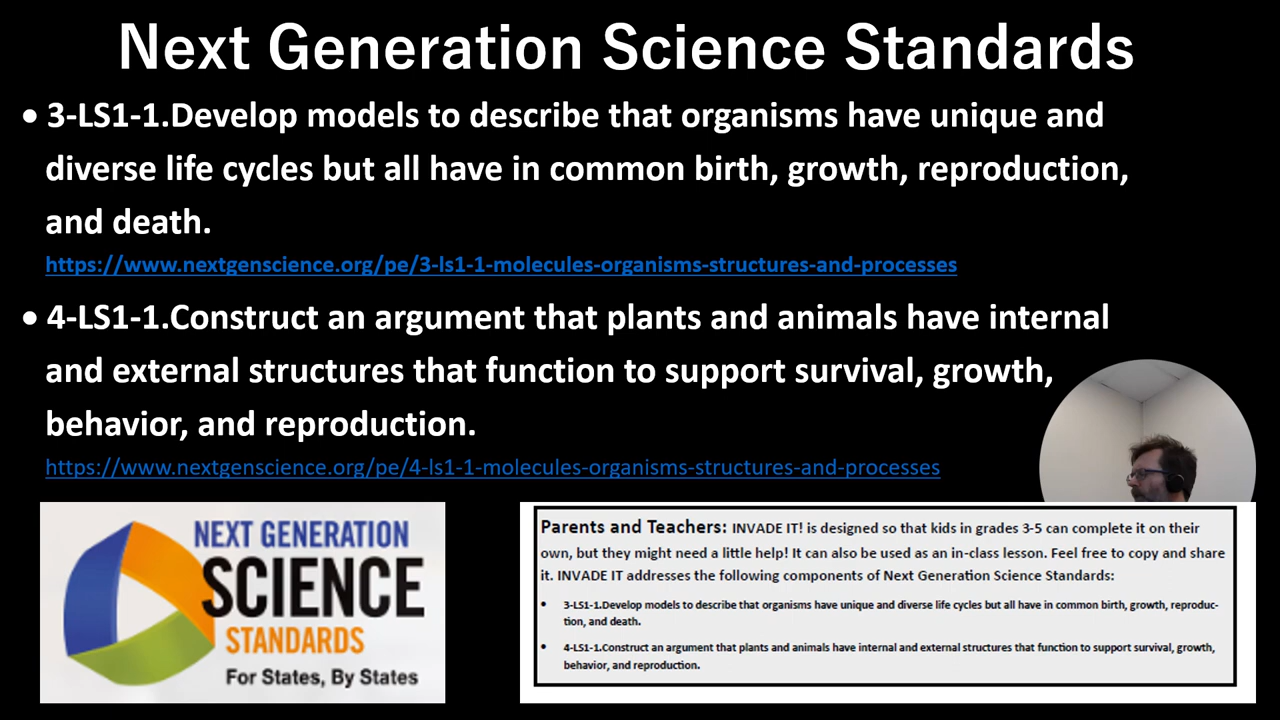 Next Generation Science Standards
• 3-LS1-1.Develop models to describe that organisms have unique and
diverse life cycles but all have in common birth, growth, reproduction,
and death.
https://www.nextgenscience.org/pe/3-ls1-1-molecules-organisms-structures-and-processes
• 4-LS1-1.Construct an argument that plants and animals have internal
and external structures that function to support survival, growth,
behavior, and reproduction.
https://www.nextgenscience.org/pe/4-ls1-1-molecules-organisms-structures-and-processes
NEXT GENERATION
SCIENCE
STANDARDS
For States, By States
Parents and Teachers: INVADE IT! is designed so that kids in grades 3-5 can complete it on their
own, but they might need a little help! It can also be used as an in-class lesson. Feel free to copy and share
it. INVADE IT addresses the following components of Next Generation Science Standards:
• 3-LS1-1.Develop models to describe that organisms have unique and diverse life cycles but all have in common birth, growth, reproduc-
tion, and death.
• 4-LS1-1.Construct an argument that plants and animals have internal and external structures that function to support survival, growth,
behavior, and reproduction.